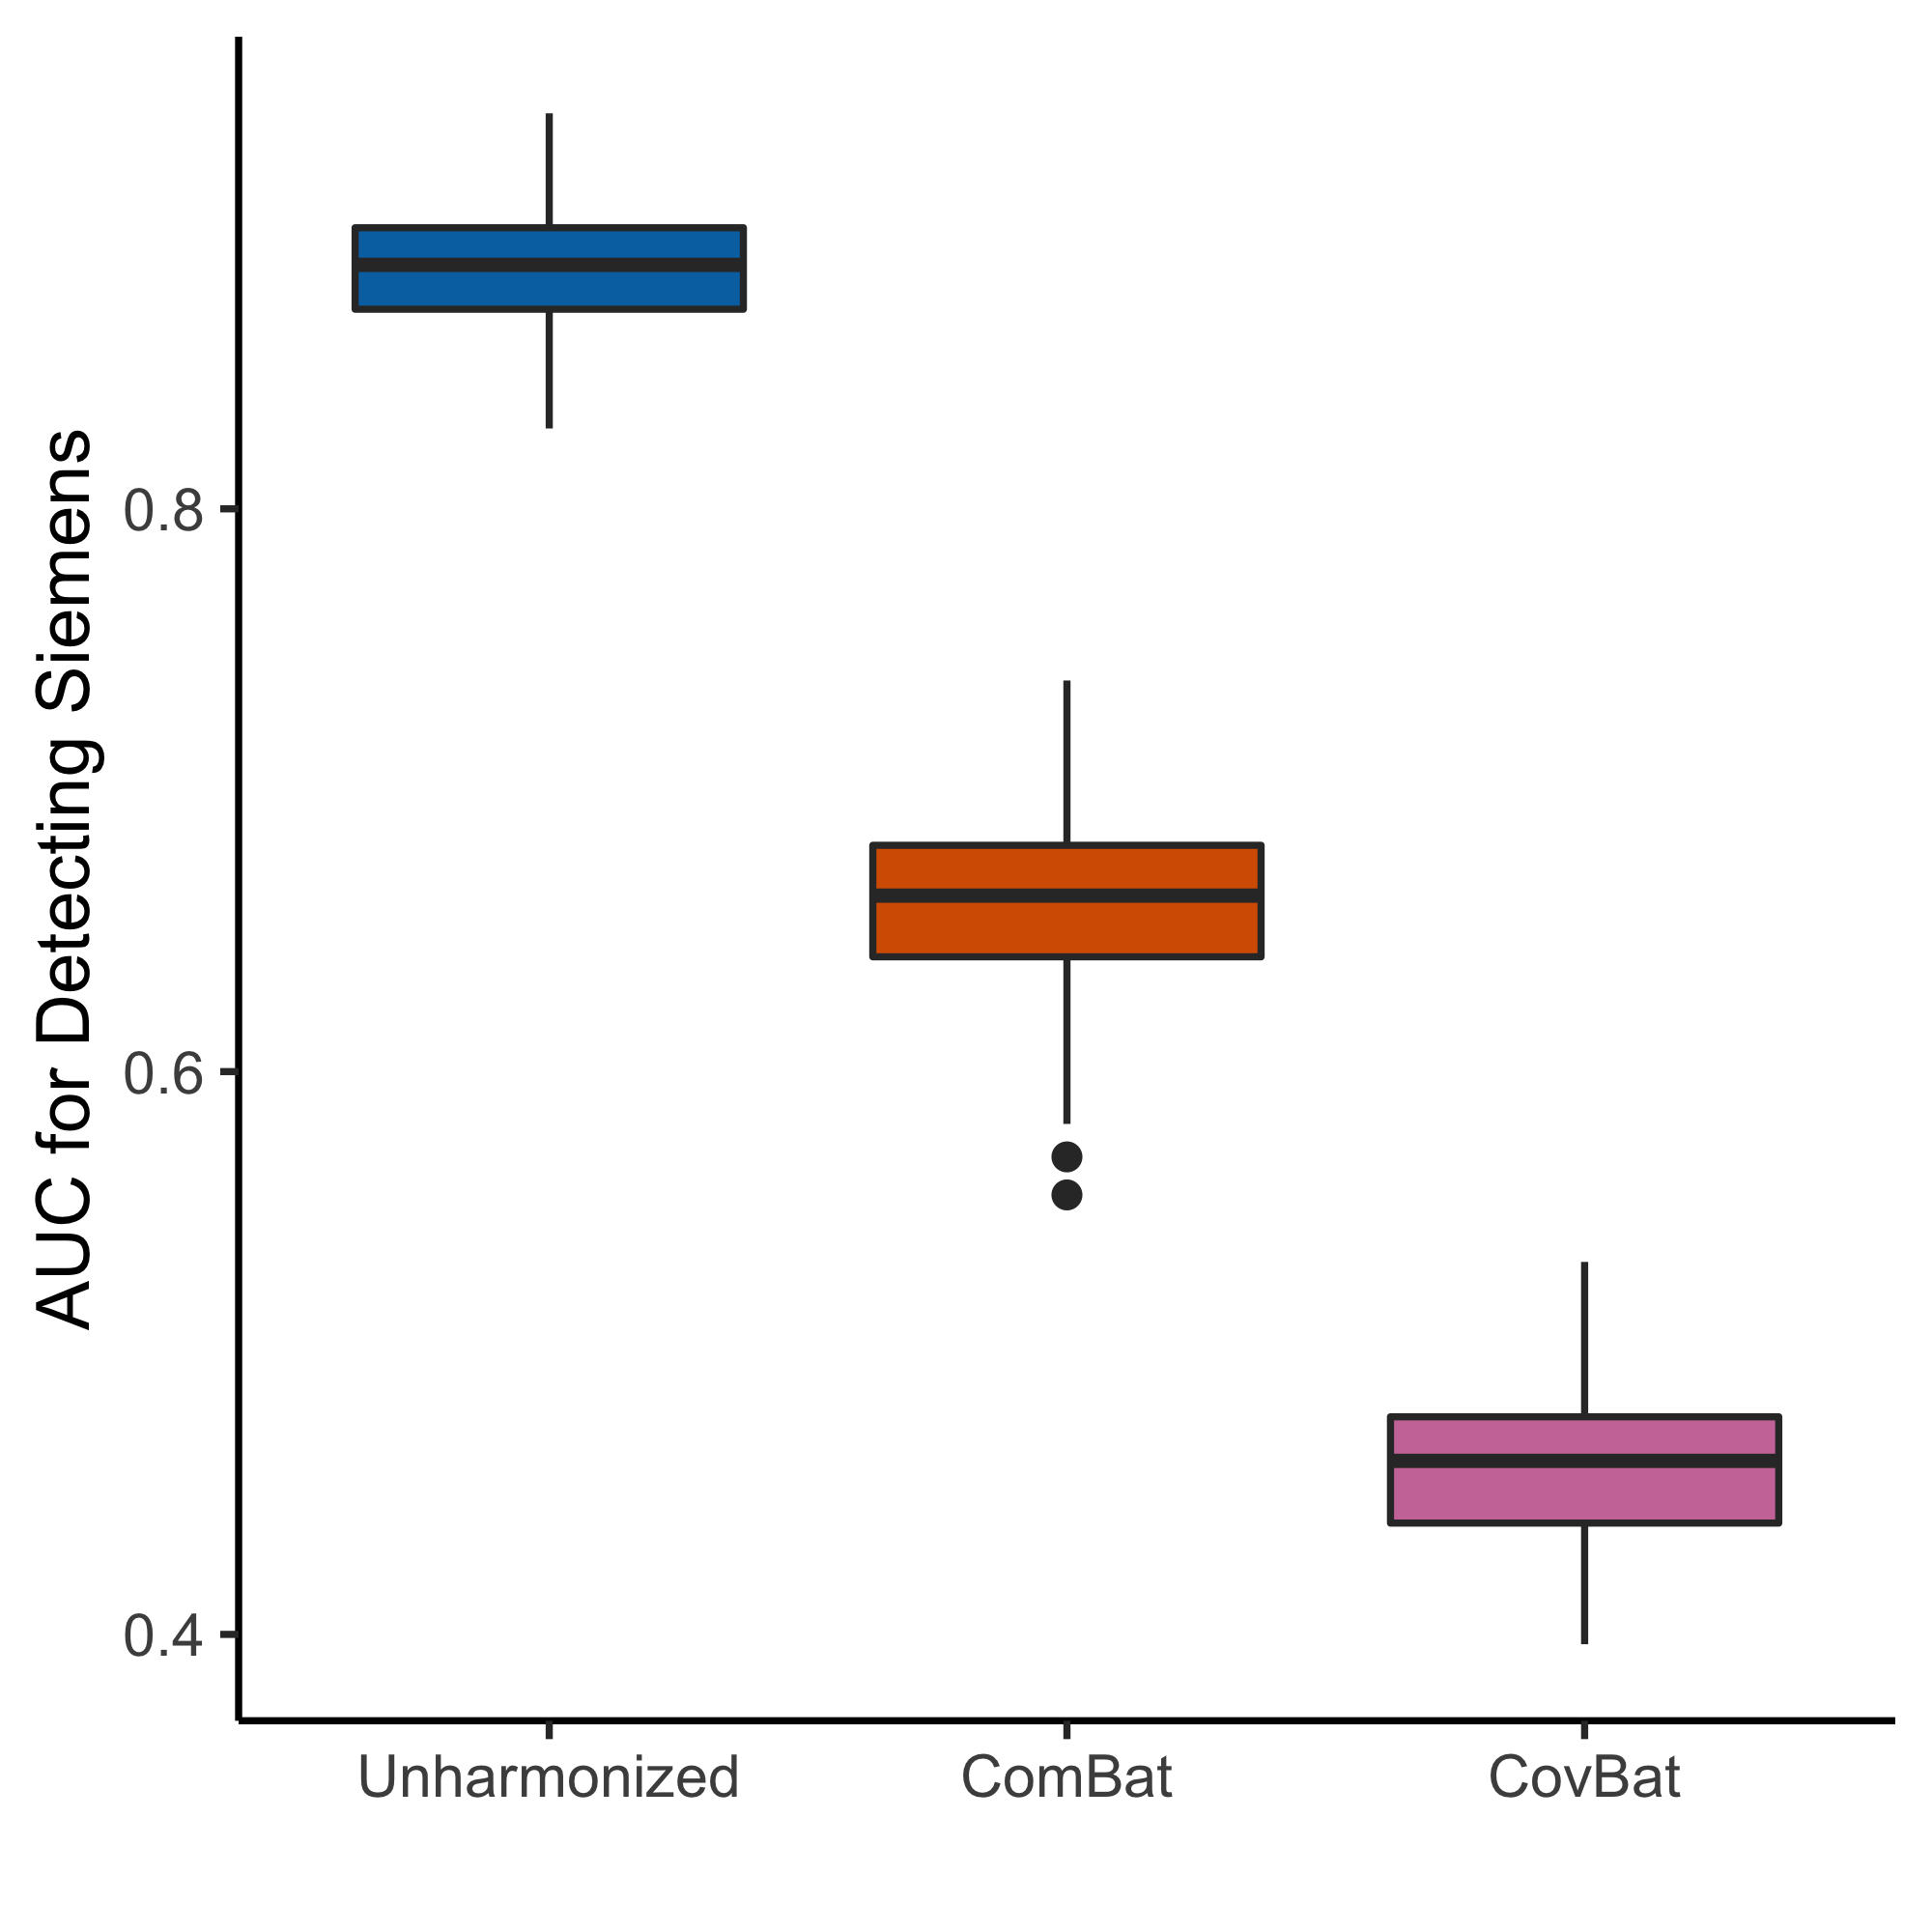 AUC for Detecting Siemens
0.8
0.6
0.4
Unharmonized
ComBat
CovBat